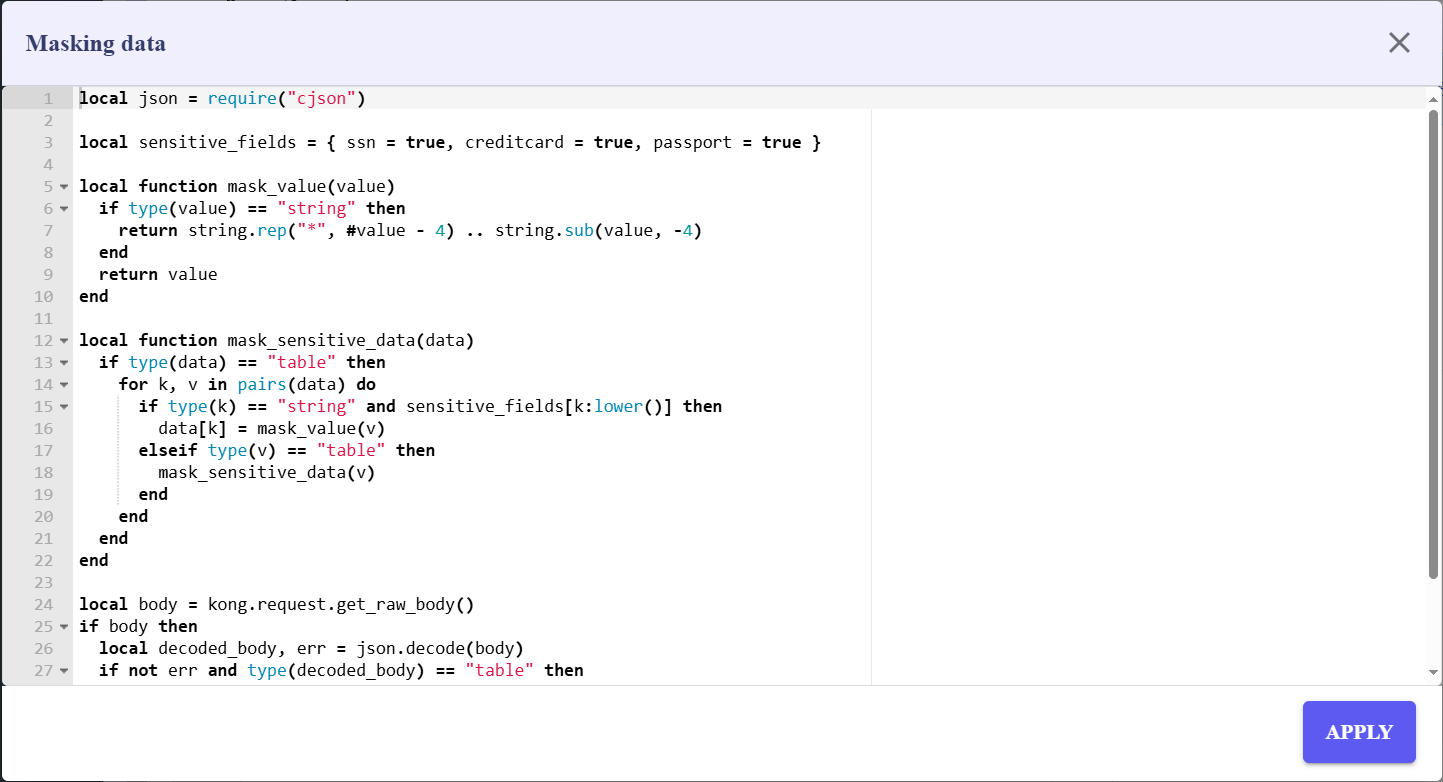 Masking data
1 local json = require("cjson")
2
3 local sensitive_fields = { ssn = true, creditcard = true, passport = true }
4
5 local function mask_value(value)
6   if type(value) == "string" then
7     return string.rep("*", #value - 4) .. string.sub(value, -4)
8   end
9   return value
10 end
11
12 local function mask_sensitive_data(data)
13   if type(data) == "table" then
14     for k, v in pairs(data) do
15       if type(k) == "string" and sensitive_fields[k:lower()] then
16         data[k] = mask_value(v)
17       elseif type(v) == "table" then
18         mask_sensitive_data(v)
19       end
20     end
21   end
22 end
23
24 local body = kong.request.get_raw_body()
25 if body then
26   local decoded_body, err = json.decode(body)
27   if not err and type(decoded_body) == "table" then
APPLY